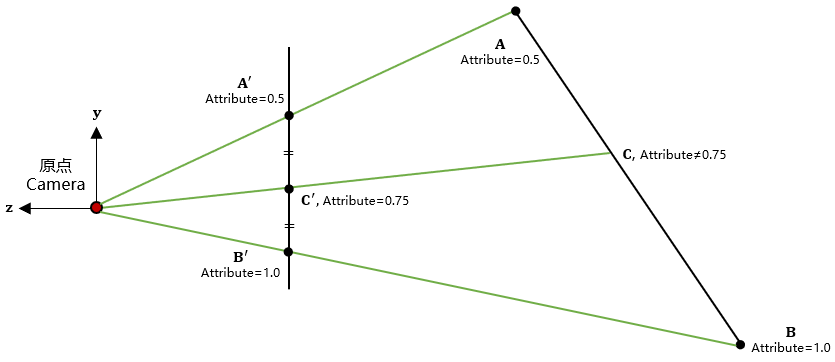 A
Attribute=0.5
A′
Attribute=0.5
y
原点
Camera
z
C, Attribute≠0.75
C′, Attribute=0.75
=
=
B′
Attribute=1.0
B
Attribute=1.0